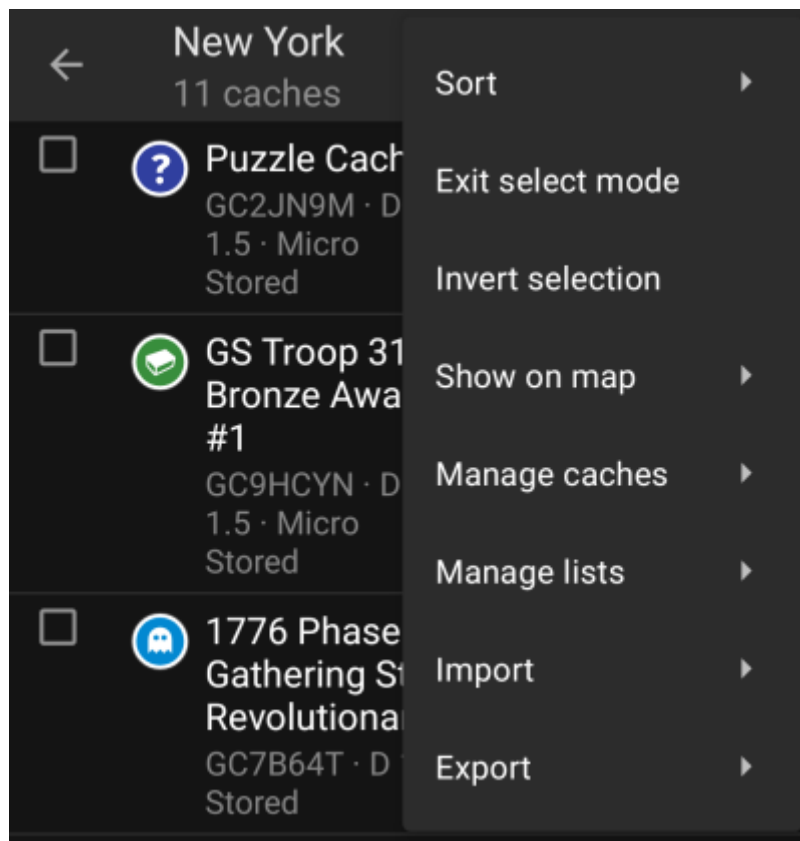 New York
11 caches
Puzzle Cach
GC2JN9M · D
1.5 · Micro
Stored
GS Troop 31
Bronze Awa
#1
GC9HCYN · D
1.5 · Micro
Stored
1776 Phase
Gathering St
Revolutiona
GC7B64T · D
Stored
Sort
Exit select mode
Invert selection
Show on map
Manage caches
Manage lists
Import
Export